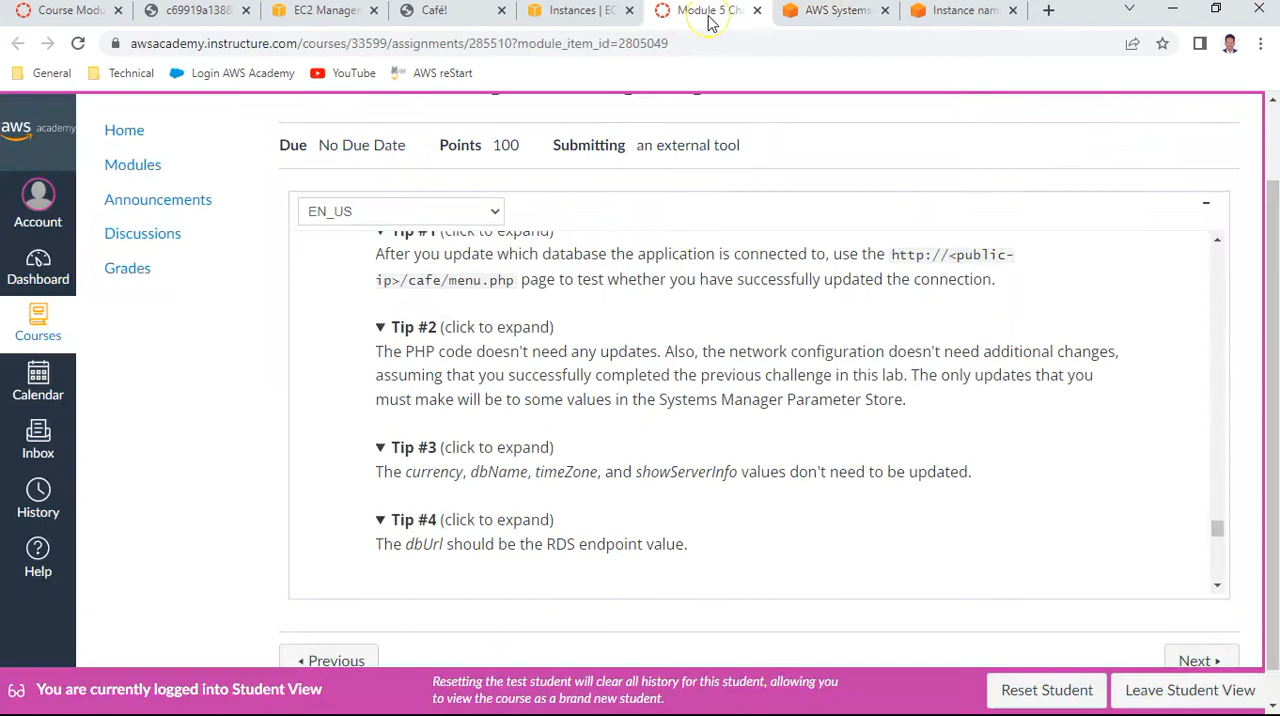 Course Modu
c69919a1388
EC2 Manage
Café!
Instances | EC
Module 5 Cha
AWS Systems
Instance nam
awsacademy.instructure.com/courses/33599/assignments/285510?module_item_id=2805049
General
Technical
Login AWS Academy
YouTube
AWS reStart
aws academy
Account
Dashboard
Courses
Calendar
Inbox
History
Help
Home
Modules
Announcements
Discussions
Grades
Due No Due Date Points 100 Submitting an external tool
EN_US
Tip #1 (click to expand)
After you update which database the application is connected to, use the http://<public-
ip>/cafe/menu.php page to test whether you have successfully updated the connection.
Tip #2 (click to expand)
The PHP code doesn't need any updates. Also, the network configuration doesn't need additional changes,
assuming that you successfully completed the previous challenge in this lab. The only updates that you
must make will be to some values in the Systems Manager Parameter Store.
Tip #3 (click to expand)
The currency, dbName, timeZone, and showServerInfo values don't need to be updated.
Tip #4 (click to expand)
The dbUrl should be the RDS endpoint value.
Previous
Next
You are currently logged into Student View
Resetting the test student will clear all history for this student, allowing you
to view the course as a brand new student.
Reset Student
Leave Student View